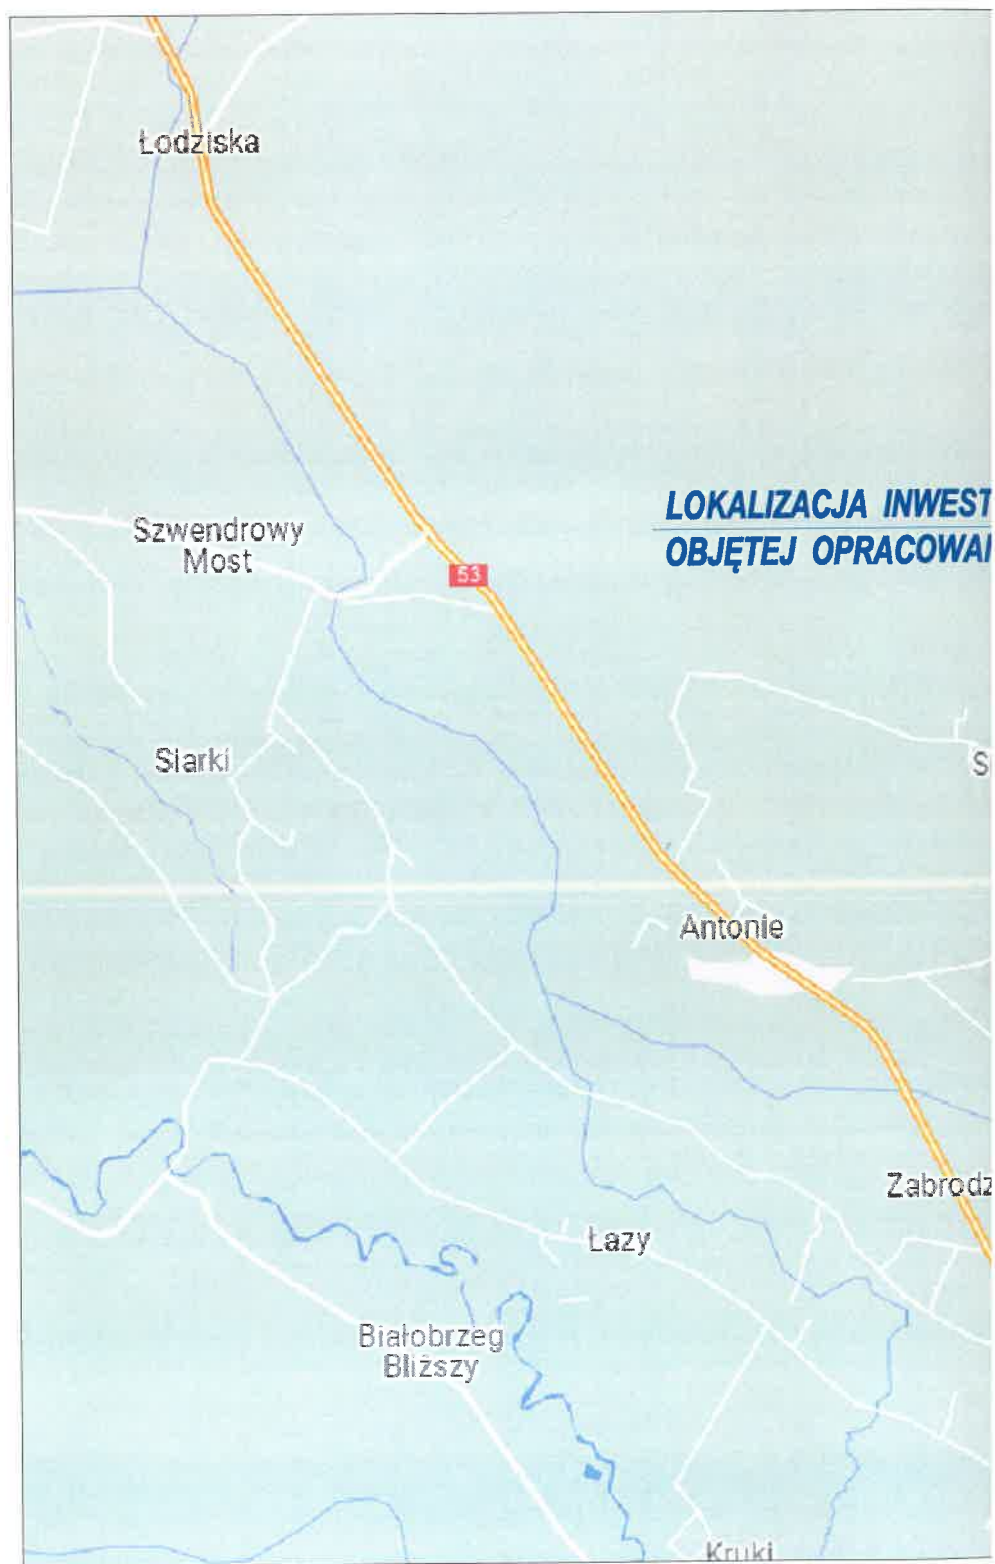 Łodziska
LOKALIZACJA INWEST
OBJĘTEJ OPRACOWA
Szwendrowy
Most
53
Siarki
S
Antonie
Zabrodz
Łazy
Białobrzeg
Bliższy
Kruki